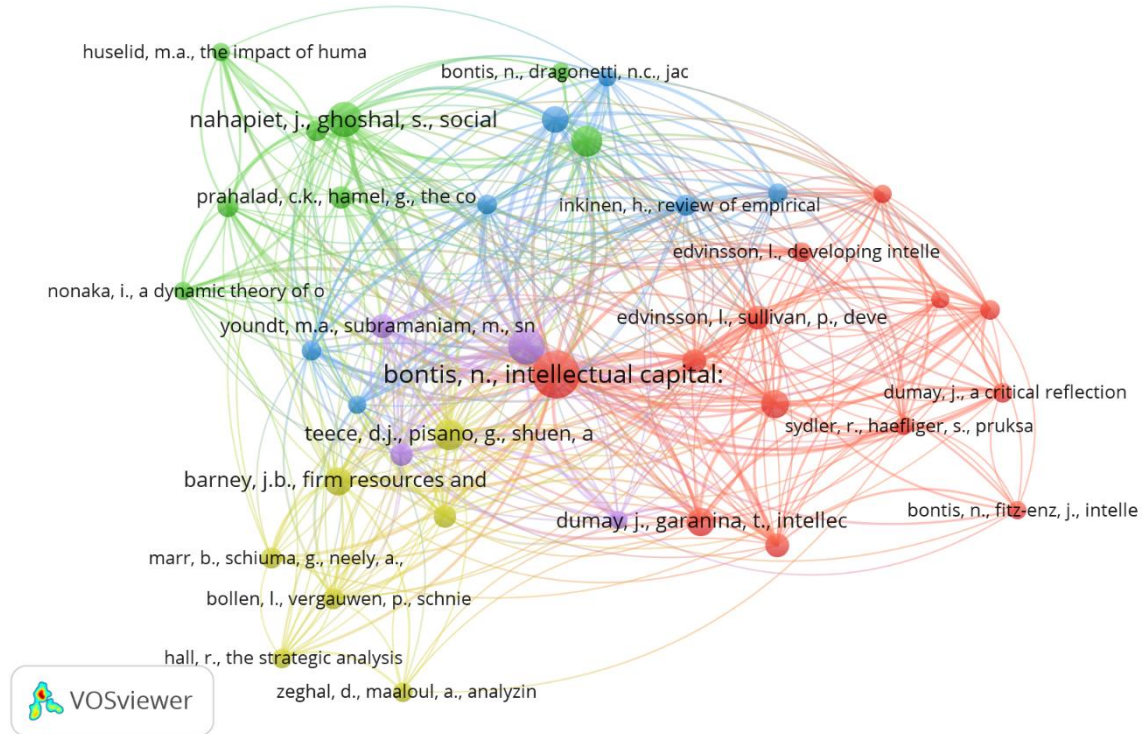 huselid, m.a., the impact of huma
bontis, n., dragonetti, n.c., jac
nahapiet, j., ghoshal, s., social
prahalad, c.k., hamel, g., the co
inkinen, h., review of empirical
edvinsson, l., developing intelle
nonaka, i., a dynamic theory of o
youndt, m.a., subramaniam, m., sn
edvinsson, l., sullivan, p., deve
bontis, n., intellectual capital:
dumay, j., a critical reflection
sydler, r., haefliger, s., pruksa
teece, d.j., pisano, g., shuen, a
barney, j.b., firm resources and
dumay, j., garanina, t., intellec
bontis, n., fitz-enz, j., intelle
marr, b., schiuma, g., neely, a.,
bollen, l., vergauwen, p., schnie
hall, r., the strategic analysis
zeghal, d., maaloul, a., analyzin
VOSviewer